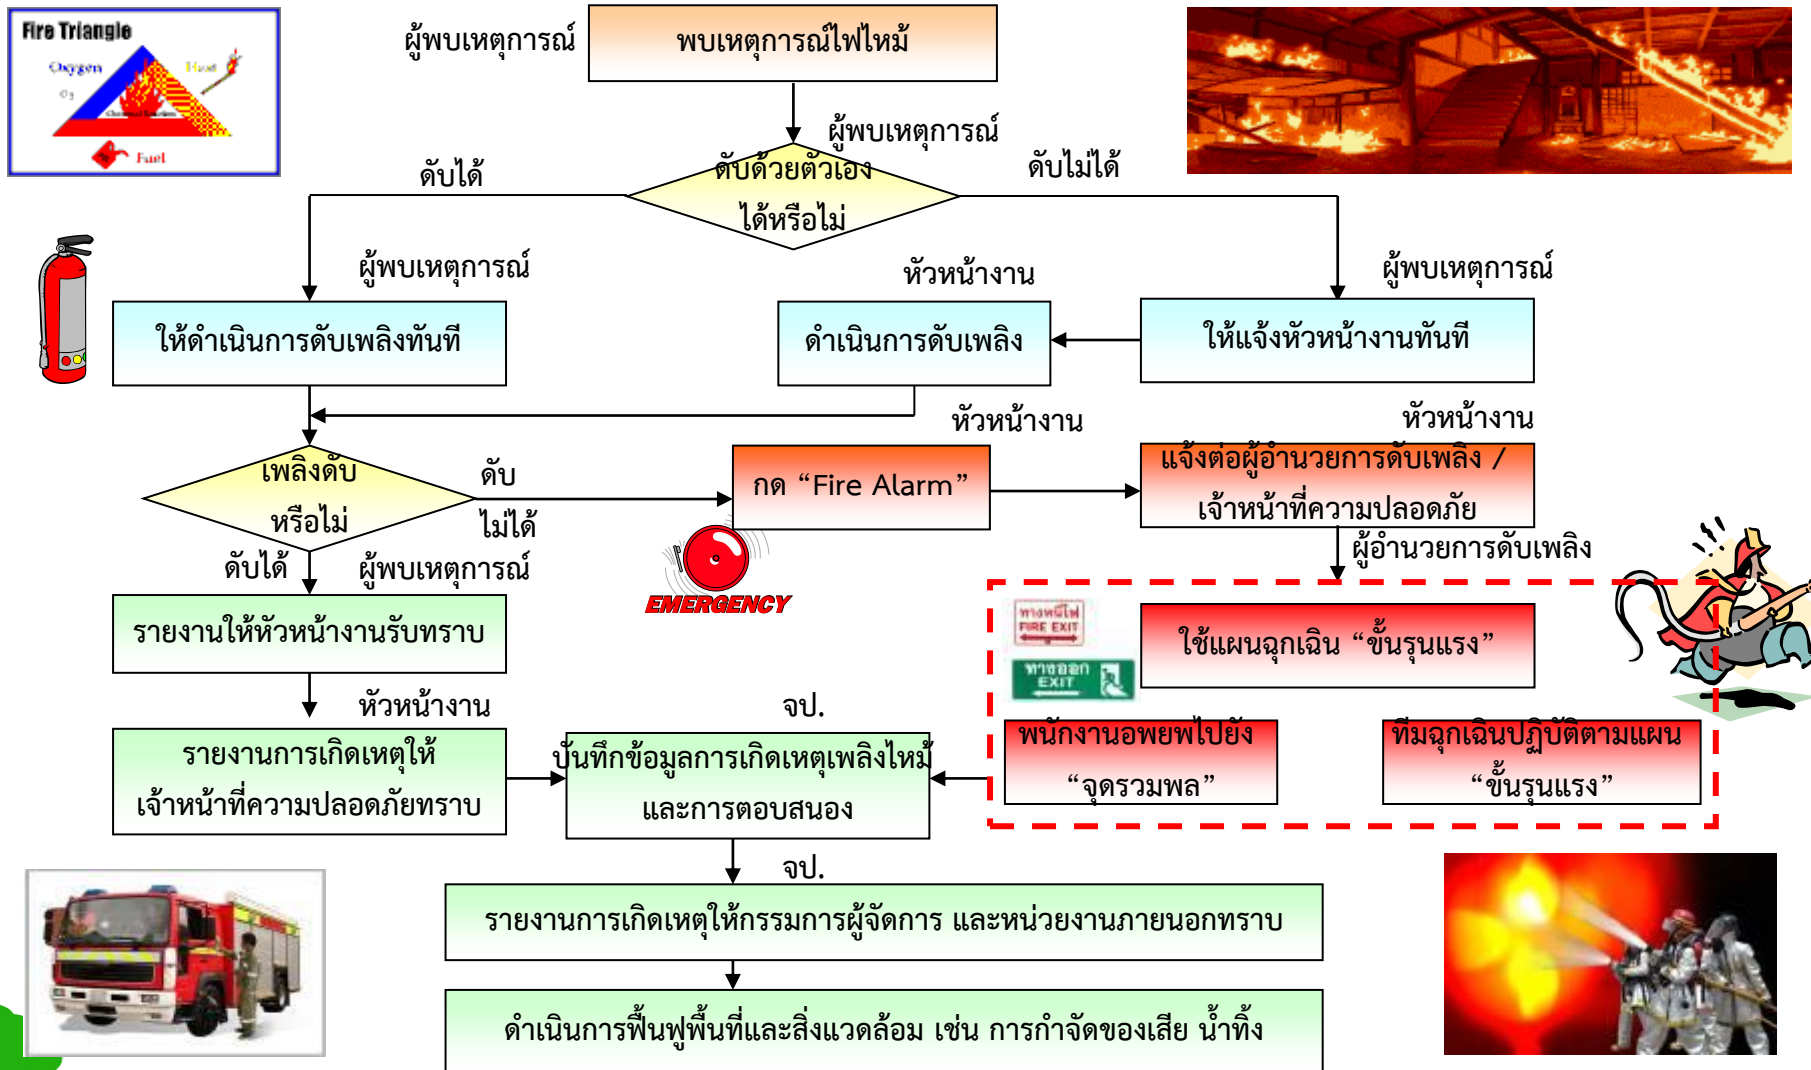 Fire Triangle
Oxygen
Heat
O2
Fuel
ผู้พบเหตุการณ์
พบเหตุการณ์ไฟไหม้
ผู้พบเหตุการณ์
ดับได้
ดับด้วยตัวเอง
ได้หรือไม่
ดับไม่ได้
ผู้พบเหตุการณ์
หัวหน้างาน
ผู้พบเหตุการณ์
ให้ดำเนินการดับเพลิงทันที
ดำเนินการดับเพลิง
ให้แจ้งหัวหน้างานทันที
หัวหน้างาน
หัวหน้างาน
เพลิงดับ
หรือไม่
ดับ
ไม่ได้
กด “Fire Alarm”
แจ้งต่อผู้อำนวยการดับเพลิง /
เจ้าหน้าที่ความปลอดภัย
ดับได้
ผู้พบเหตุการณ์
EMERGENCY
ผู้อำนวยการดับเพลิง
รายงานให้หัวหน้างานรับทราบ
ทางหนีไฟ
FIRE EXIT
ทางออก
EXIT
ใช้แผนฉุกเฉิน “ขั้นรุนแรง”
หัวหน้างาน
จป.
รายงานการเกิดเหตุให้
เจ้าหน้าที่ความปลอดภัยทราบ
บันทึกข้อมูลการเกิดเหตุเพลิงไหม้
และการตอบสนอง
พนักงานอพยพไปยัง
“จุดรวมพล”
ทีมฉุกเฉินปฏิบัติตามแผน
“ขั้นรุนแรง”
จป.
รายงานการเกิดเหตุให้กรรมการผู้จัดการ และหน่วยงานภายนอกทราบ
ดำเนินการฟื้นฟูพื้นที่และสิ่งแวดล้อม เช่น การกำจัดของเสีย น้ำทิ้ง